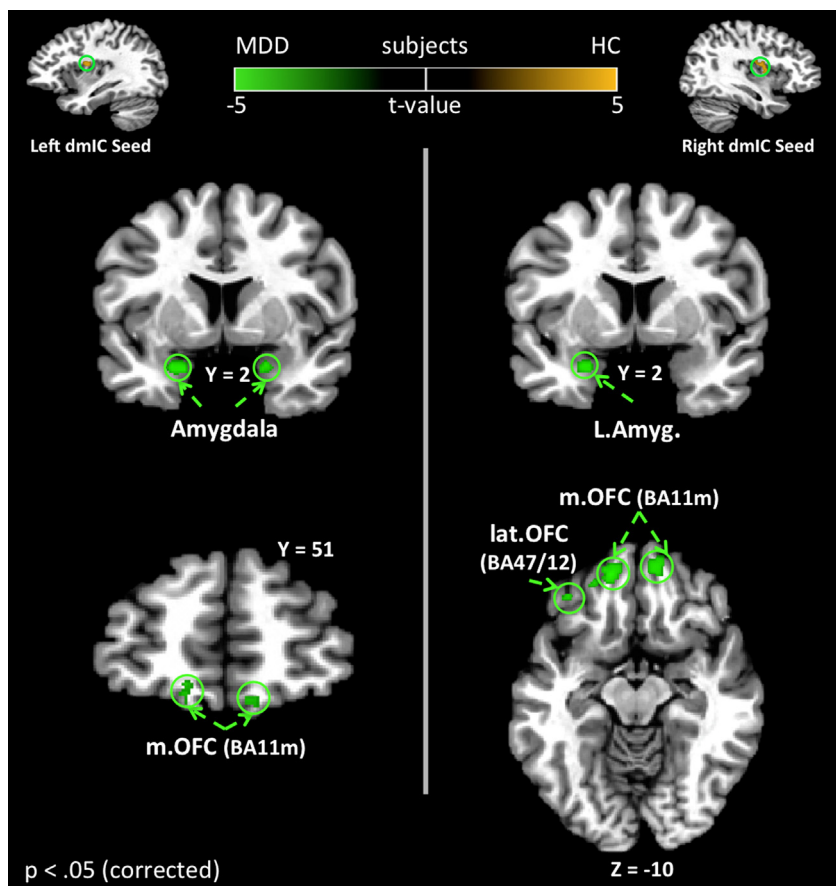 MDD subjects HC
-5 t-value 5
Left dmIC Seed
Right dmIC Seed
Y = 2
Amygdala
Y = 2
L.Amyg.
Y = 51
m.OFC (BA11m)
m.OFC (BA11m)
lat.OFC
(BA47/12)
Z = -10
p < .05 (corrected)